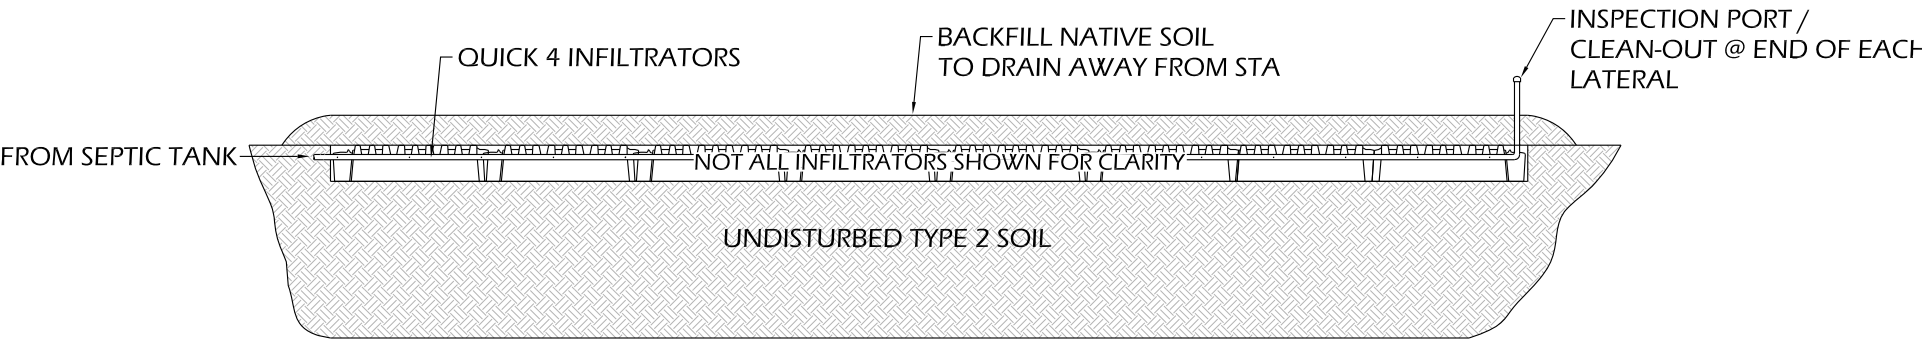 INSPECTION PORT /
CLEAN-OUT @ END OF EACH
LATERAL
BACKFILL NATIVE SOIL
TO DRAIN AWAY FROM STA
QUICK 4 INFILTRATORS
FROM SEPTIC TANK
NOT ALL INFILTRATORS SHOWN FOR CLARITY
UNDISTURBED TYPE 2 SOIL